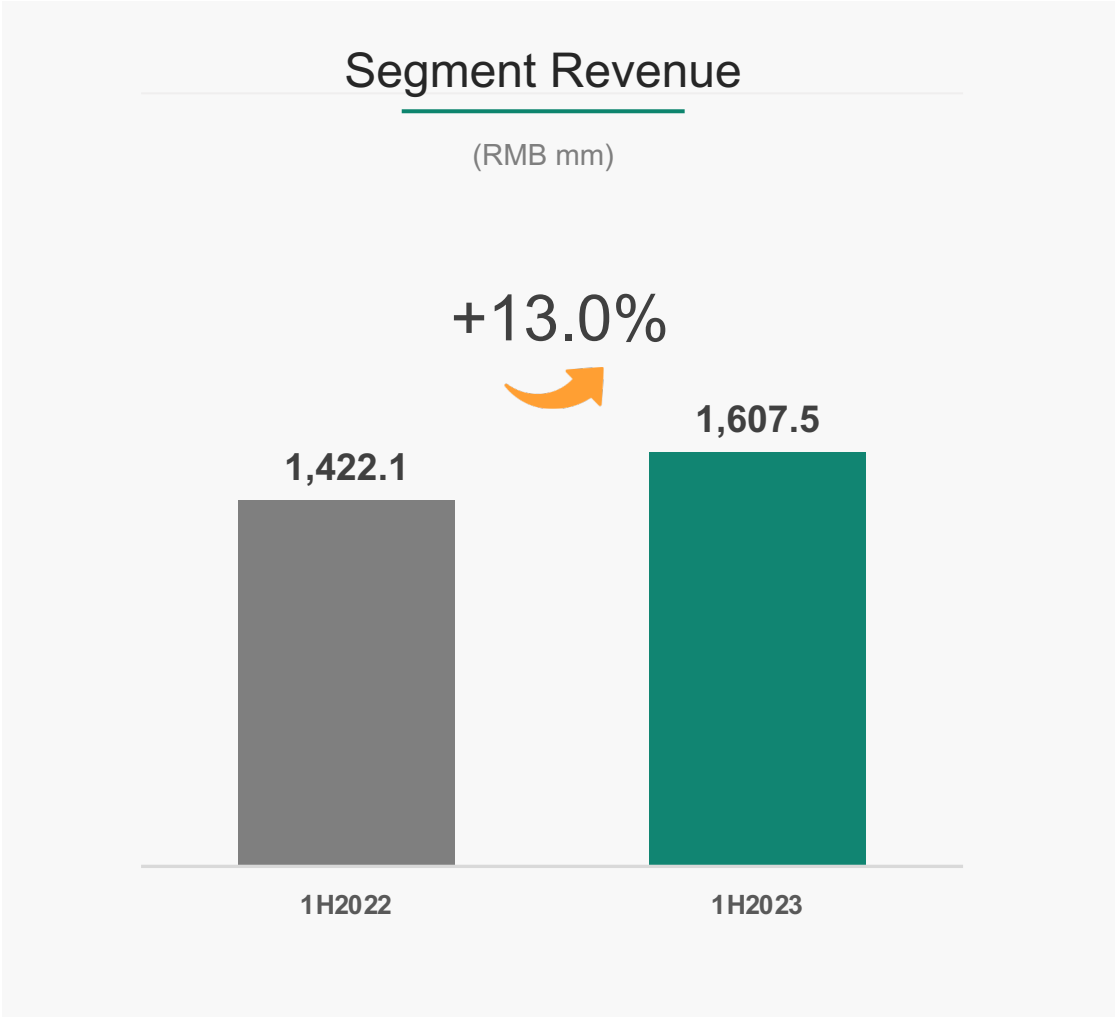 Segment Revenue
(RMB mm)
+13.0%
1,422.1
1,607.5
1H2022
1H2023